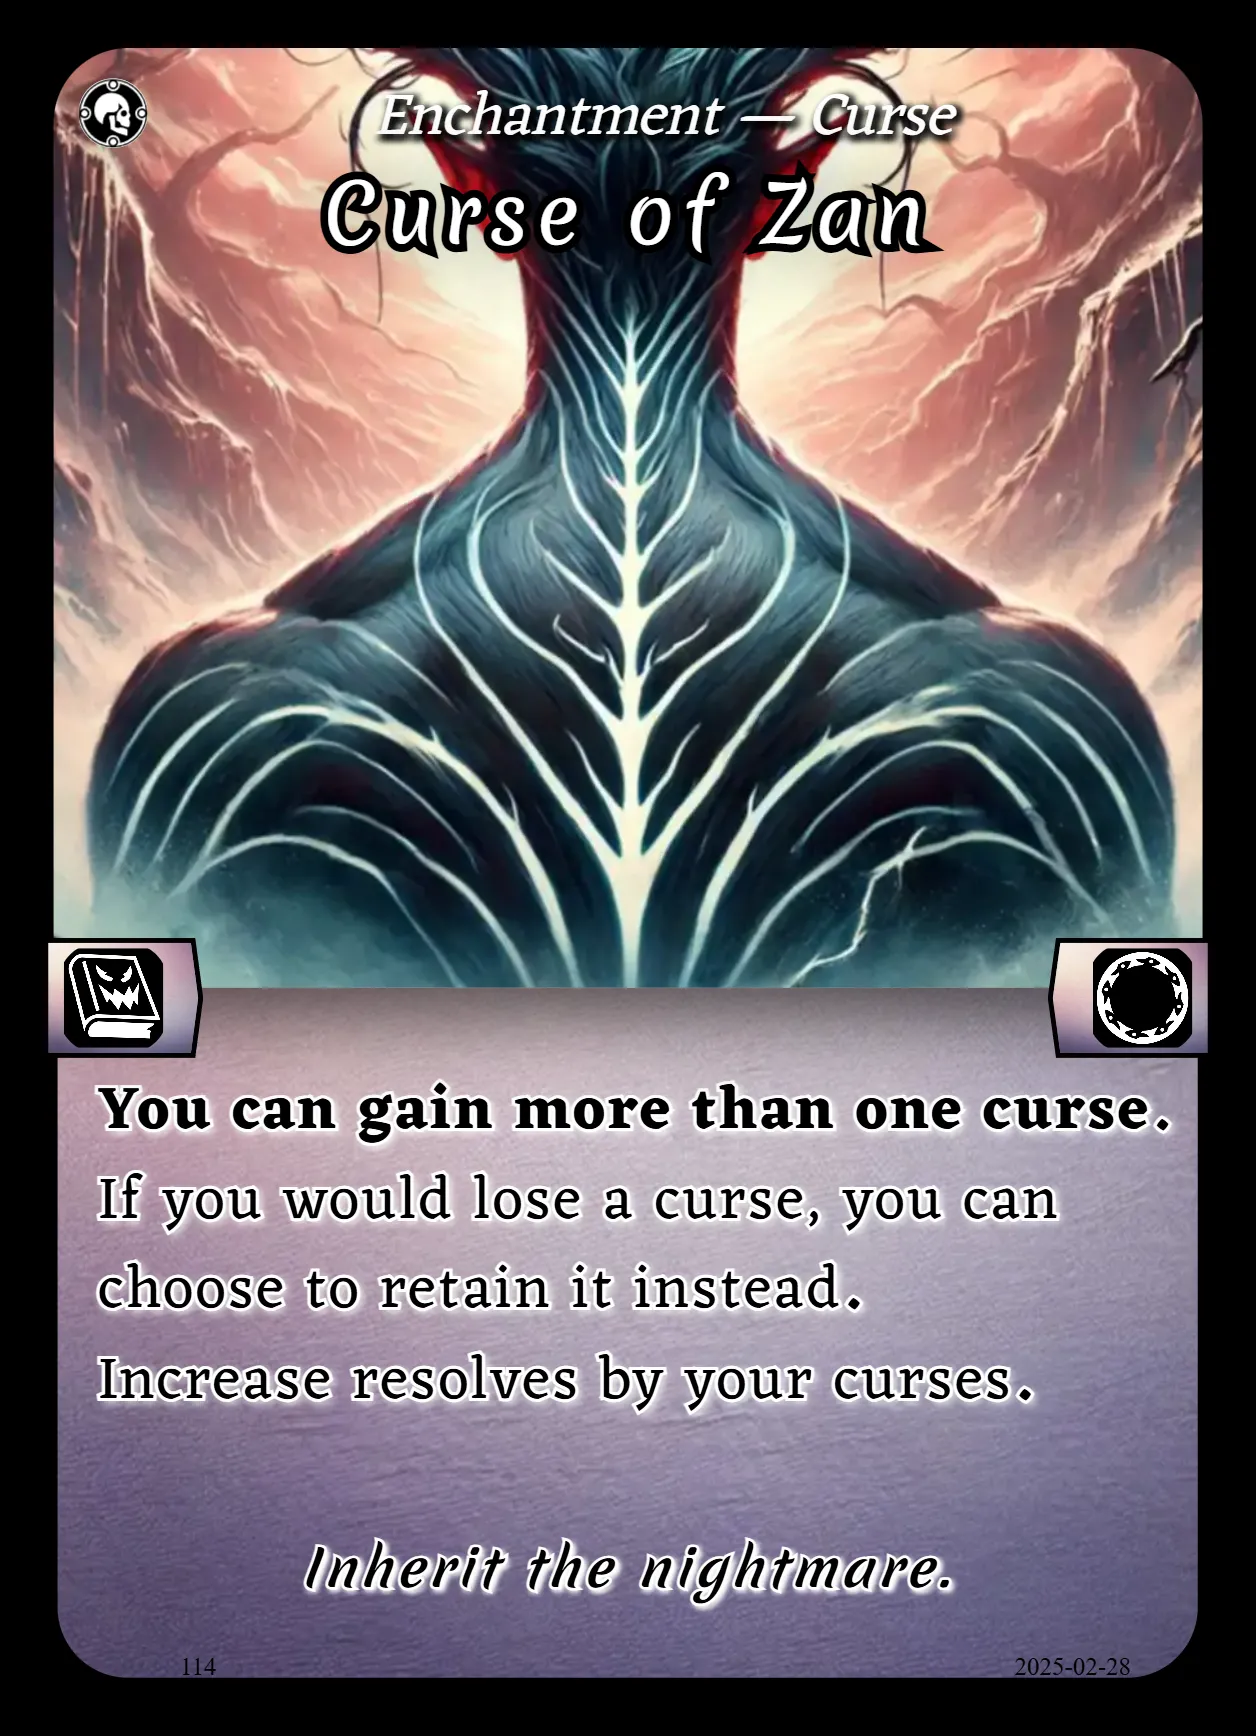 Enchantment — Curse
Curse of Zan
You can gain more than one curse.
If you would lose a curse, you can
choose to retain it instead.
Increase resolves by your curses.
Inherit the nightmare.
114
2025-02-28